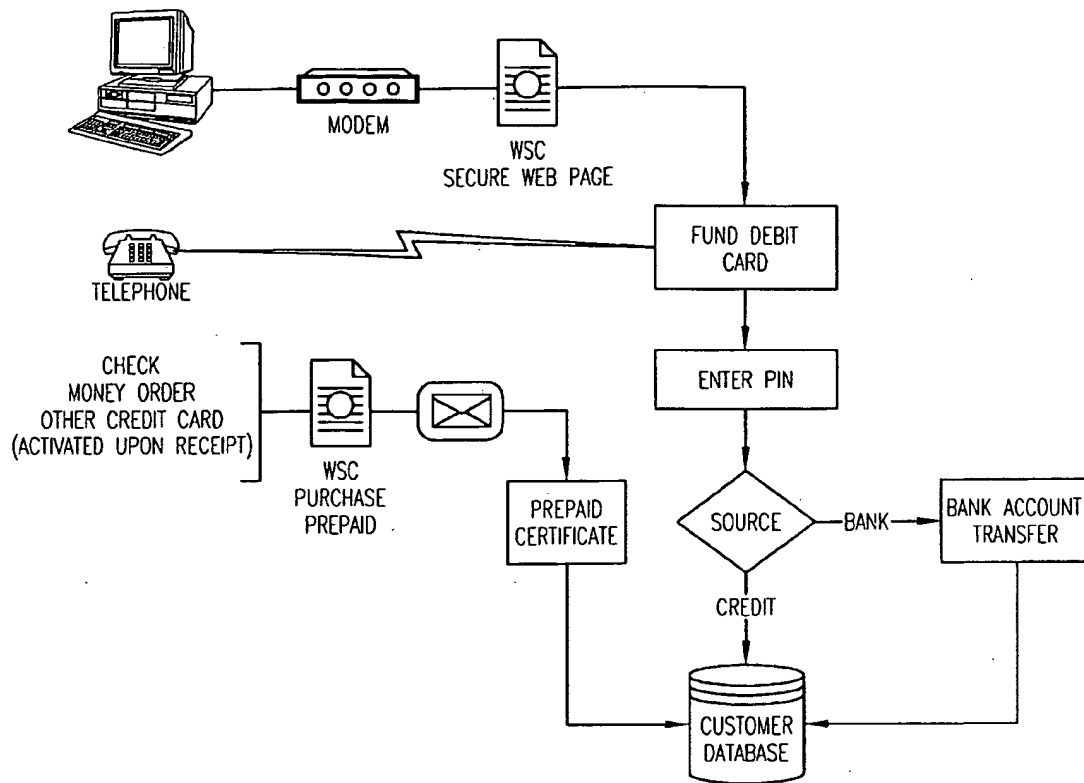 MODEM
WSC
SECURE WEB PAGE
FUND DEBIT
CARD
TELEPHONE
ENTER PIN
CHECK
MONEY ORDER
OTHER CREDIT CARD
(ACTIVATED UPON RECEIPT)
WSC
PURCHASE
PREPAID
PREPAID
CERTIFICATE
SOURCE
BANK
BANK ACCOUNT
TRANSFER
CREDIT
CUSTOMER
DATABASE